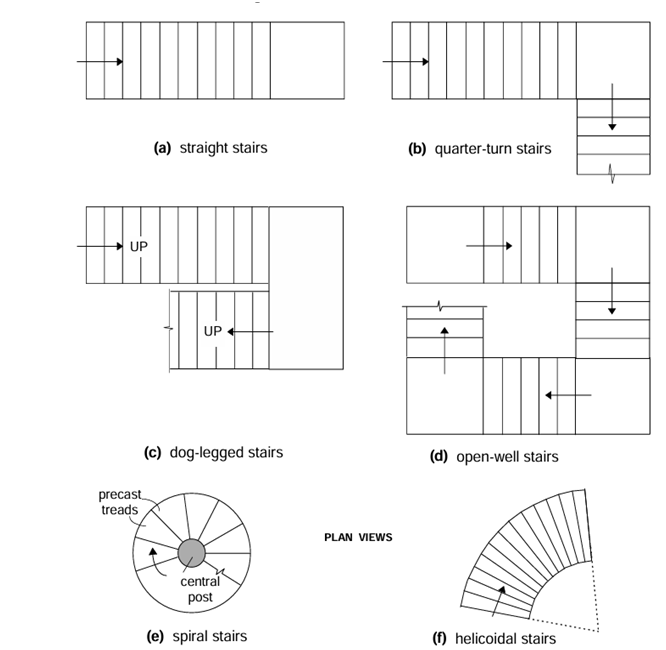 (a) straight stairs
(b) quarter-turn stairs
UP
UP
(c) dog-legged stairs
(d) open-well stairs
precast
treads
central
post
PLAN VIEWS
(e) spiral stairs
(f) helicoidal stairs